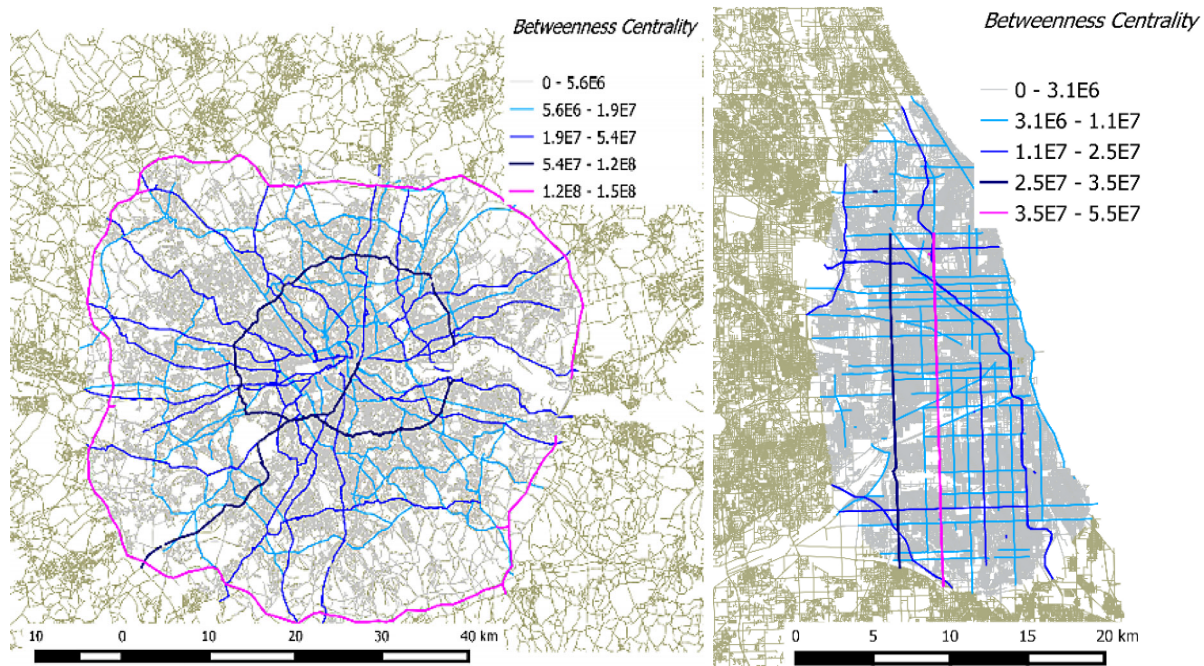 Betweenness Centrality
0 - 5.6E6
5.6E6 - 1.9E7
1.9E7 - 5.4E7
5.4E7 - 1.2E8
1.2E8 - 1.5E8
10 0 10 20 30 40 km
Betweenness Centrality
0 - 3.1E6
3.1E6 - 1.1E7
1.1E7 - 2.5E7
2.5E7 - 3.5E7
3.5E7 - 5.5E7
0 5 10 15 20 km